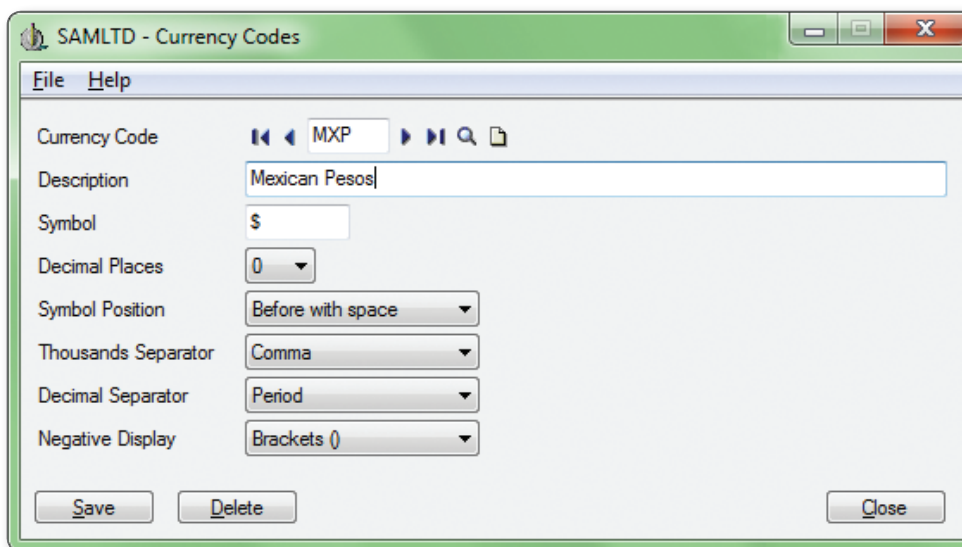 SAMLTD - Currency Codes
File Help
Currency Code MXP
Description Mexican Pesos
Symbol $
Decimal Places 0
Symbol Position Before with space
Thousands Separator Comma
Decimal Separator Period
Negative Display Brackets ()
Save Delete Close